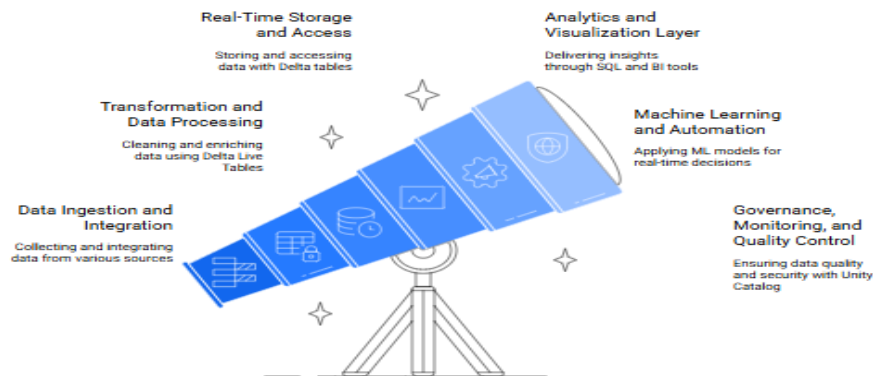 Real-Time Storage
and Access
Storing and accessing
data with Delta tables
Analytics and
Visualization Layer
Delivering insights
through SQL and BI tools
Transformation and
Data Processing
Cleaning and enriching
data using Delta Live
Tables
Machine Learning
and Automation
Applying ML models for
real-time decisions
Data Ingestion and
Integration
Collecting and integrating
data from various sources
Governance,
Monitoring, and
Quality Control
Ensuring data quality
and security with Unity
Catalog